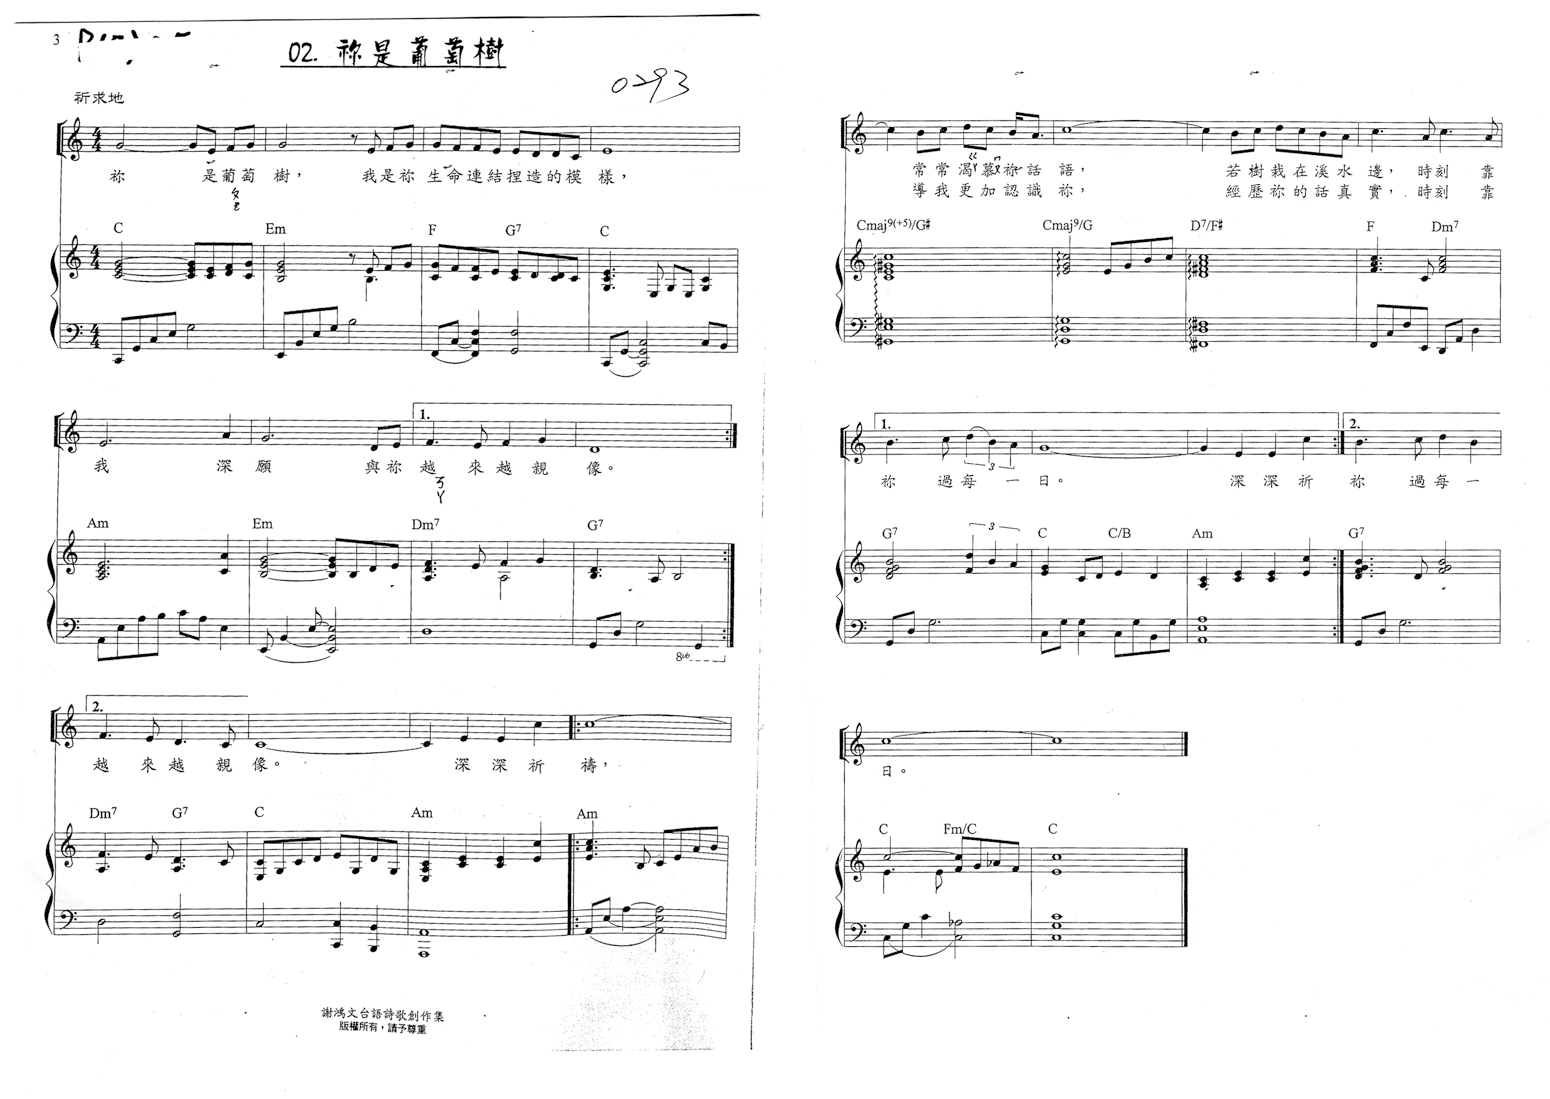 3
02. 祢是葡萄樹
0293
祈求地
祢 是葡萄樹， 我是祢生命連結捏造的模樣，
ㄆㄛ
C Em F G7 C
1.
我 深願 與祢越來越親像。
ㄎㄚ
Am Em Dm7 G7
8vb
2.
越來越親像。 深深祈禱，
Dm7 G7 C Am Am
謝鴻文台語詩歌創作集
版權所有，請予尊重
常常渴慕祢話語， 若樹栽在溪水邊，時刻靠
導我更加認識祢， 經歷祢的話真實，時刻靠
Cmaj9(+5)/G# Cmaj9/G D7/F# F Dm7
1. 2.
3
祢 過每一日。 深深祈祢 過每一
3
G7 C C/B Am G7
日。
C Fm/C C